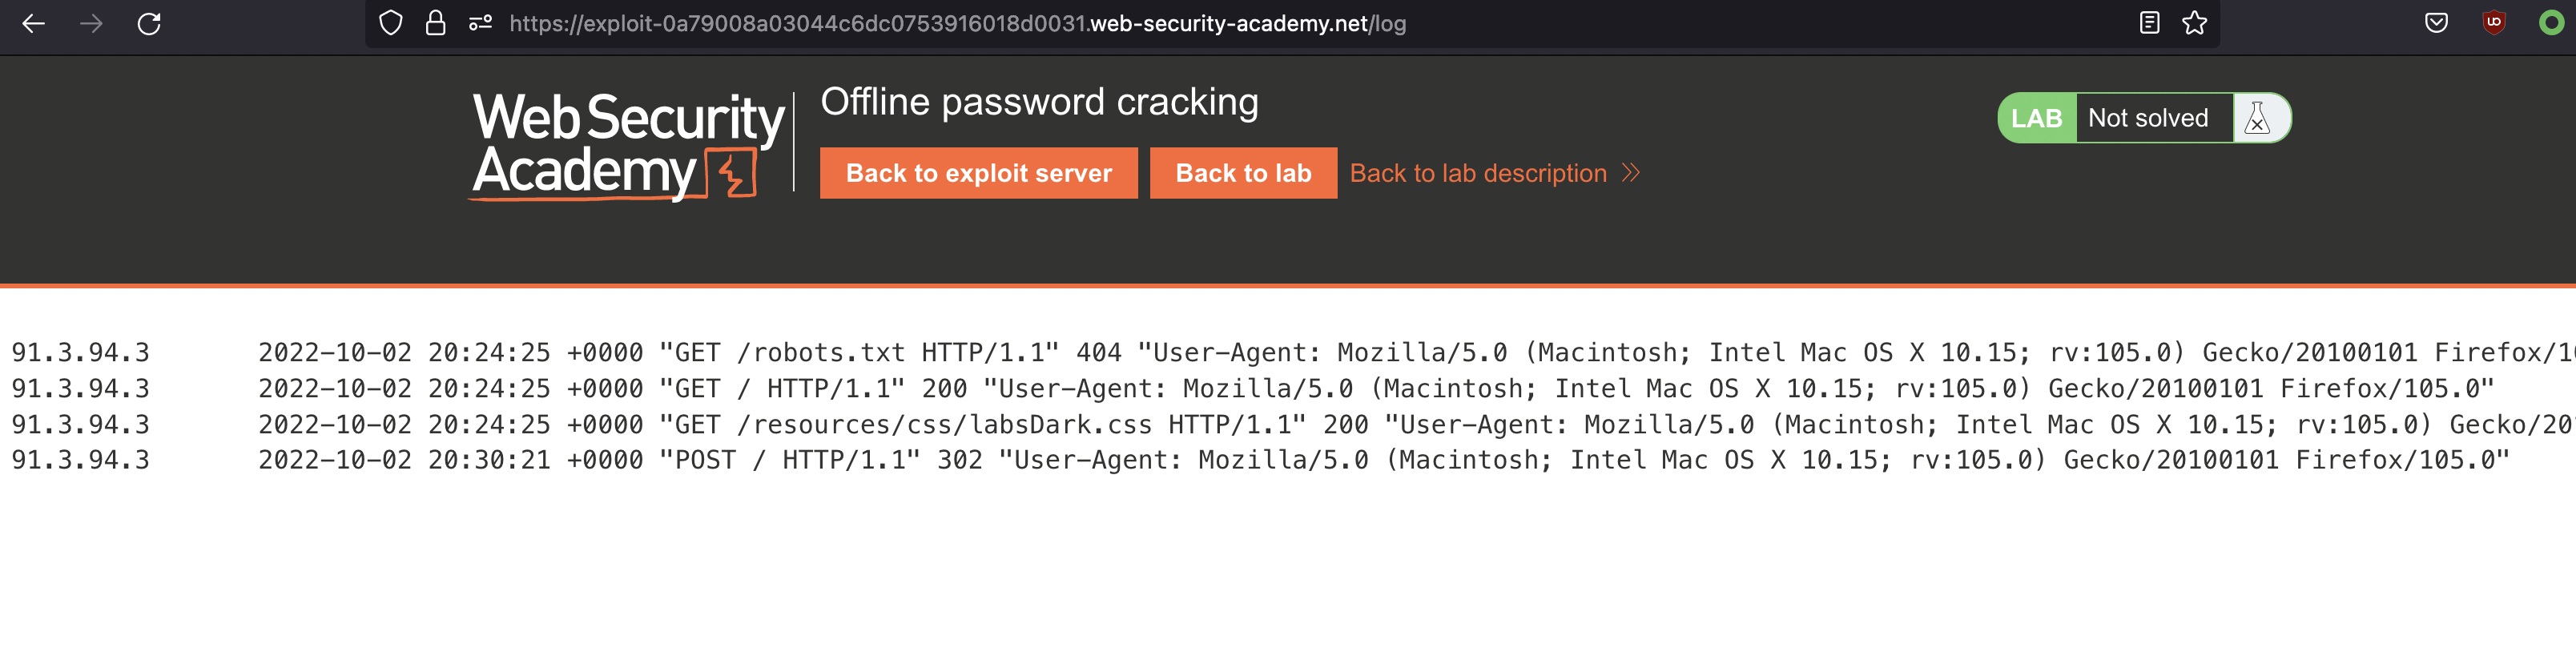 https://exploit-0a79008a03044c6dc0753916018d0031.web-security-academy.net/log
Web Security
Academy
Offline password cracking
Back to exploit server
Back to lab
Back to lab description
LAB
Not solved
91.3.94.3 2022-10-02 20:24:25 +0000 "GET /robots.txt HTTP/1.1" 404 "User-Agent: Mozilla/5.0 (Macintosh; Intel Mac OS X 10.15; rv:105.0) Gecko/20100101 Firefox/10
91.3.94.3 2022-10-02 20:24:25 +0000 "GET / HTTP/1.1" 200 "User-Agent: Mozilla/5.0 (Macintosh; Intel Mac OS X 10.15; rv:105.0) Gecko/20100101 Firefox/105.0"
91.3.94.3 2022-10-02 20:24:25 +0000 "GET /resources/css/labsDark.css HTTP/1.1" 200 "User-Agent: Mozilla/5.0 (Macintosh; Intel Mac OS X 10.15; rv:105.0) Gecko/201
91.3.94.3 2022-10-02 20:30:21 +0000 "POST / HTTP/1.1" 302 "User-Agent: Mozilla/5.0 (Macintosh; Intel Mac OS X 10.15; rv:105.0) Gecko/20100101 Firefox/105.0"